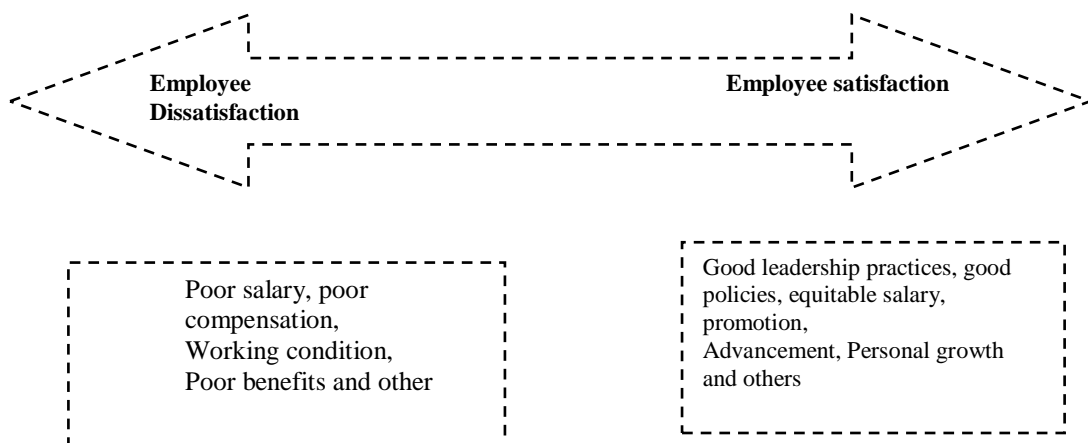 Employee
Dissatisfaction
Employee satisfaction
Poor salary, poor
compensation,
Working condition,
Poor benefits and other
Good leadership practices, good
policies, equitable salary,
promotion,
Advancement, Personal growth
and others